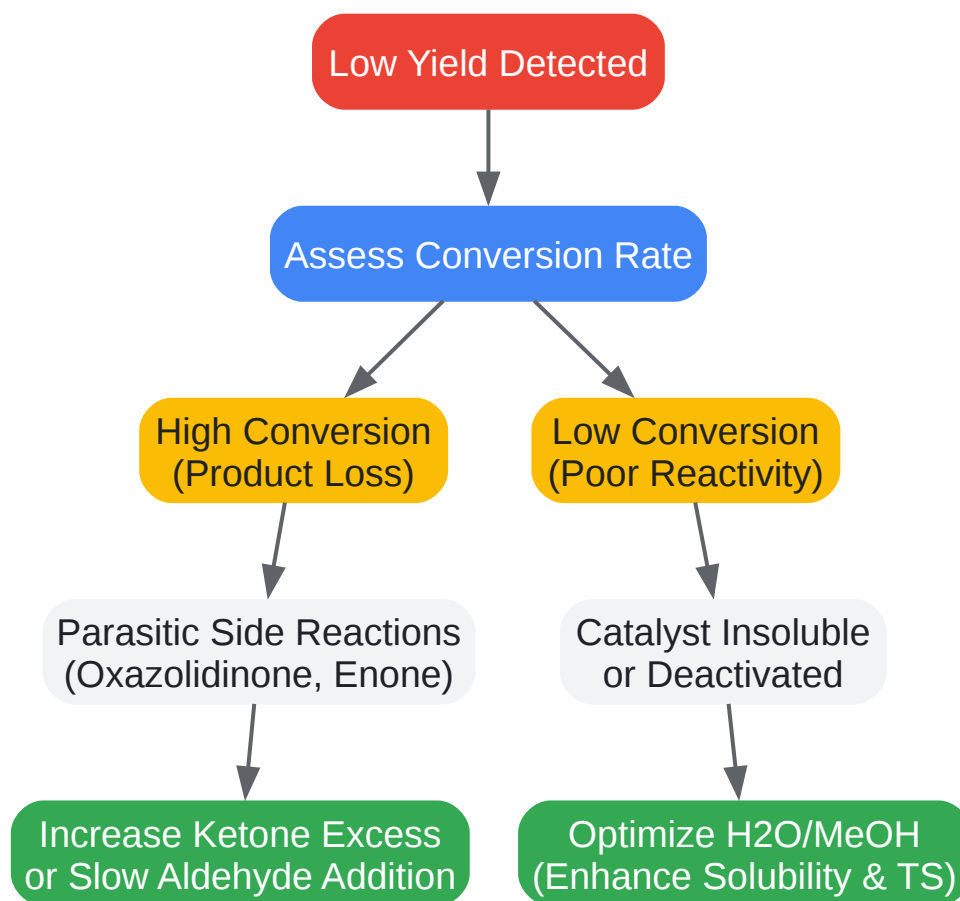 Low Yield Detected
Assess Conversion Rate
High Conversion
(Product Loss)
Low Conversion
(Poor Reactivity)
Parasitic Side Reactions
(Oxazolidinone, Enone)
Catalyst Insoluble
or Deactivated
Increase Ketone Excess
or Slow Aldehyde Addition
Optimize H2O/MeOH
(Enhance Solubility & TS)